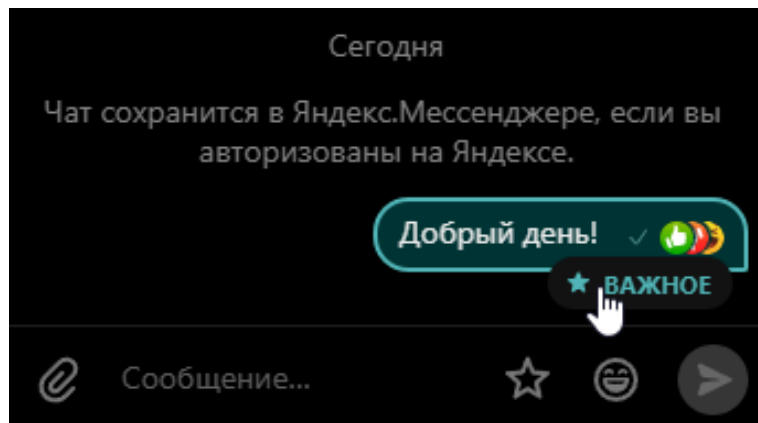 Сегодня
Чат сохранится в Яндекс.Мессенджере, если вы
авторизованы на Яндексе.
Добрый день!
ВАЖНОЕ
Сообщение...